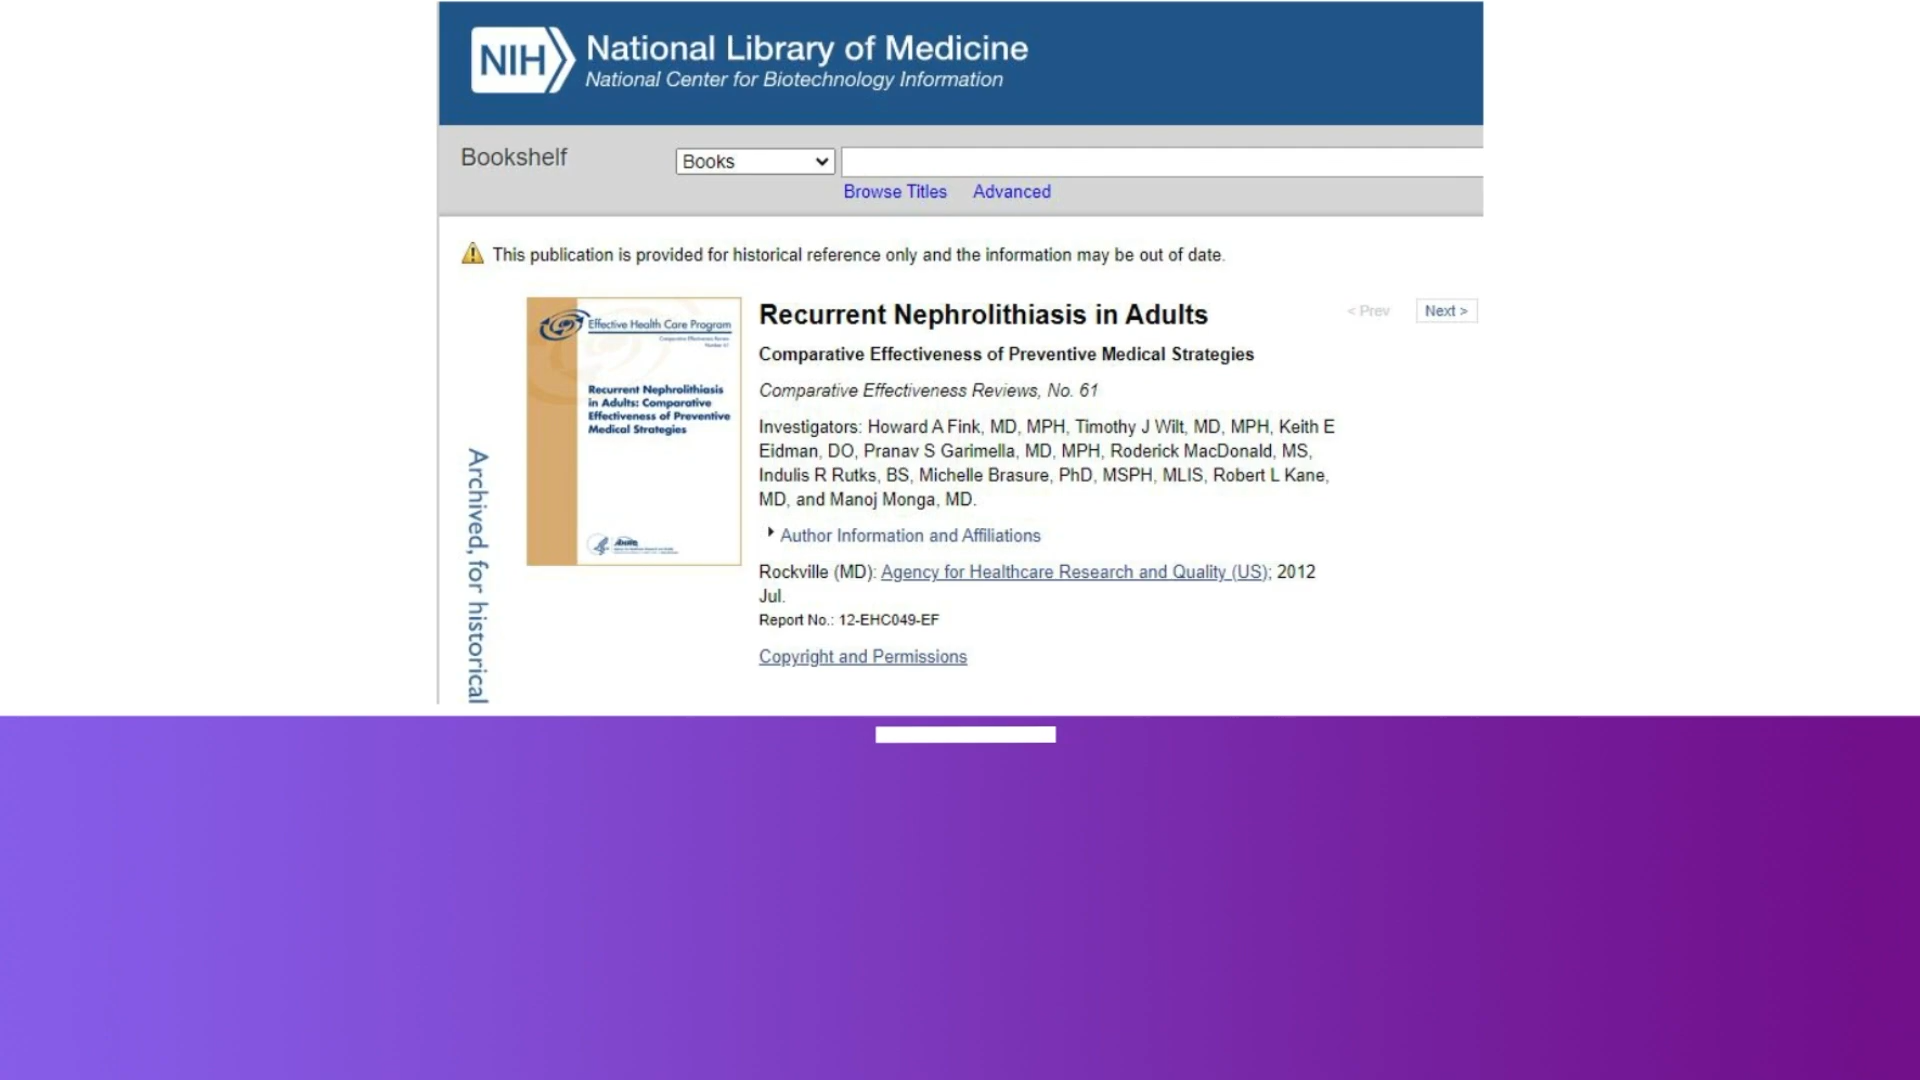 NIH National Library of Medicine
National Center for Biotechnology Information
Bookshelf
Books
Browse Titles Advanced
This publication is provided for historical reference only and the information may be out of date.
Effective Health Care Program
Comparative Effectiveness Review
Number 61
Recurrent Nephrolithiasis
in Adults: Comparative
Effectiveness of Preventive
Medical Strategies
AHRQ
Archived, for historical
Recurrent Nephrolithiasis in Adults
< Prev Next >
Comparative Effectiveness of Preventive Medical Strategies
Comparative Effectiveness Reviews, No. 61
Investigators: Howard A Fink, MD, MPH, Timothy J Wilt, MD, MPH, Keith E
Eidman, DO, Pranav S Garimella, MD, MPH, Roderick MacDonald, MS,
Indulis R Rutks, BS, Michelle Brasure, PhD, MSPH, MLIS, Robert L Kane,
MD, and Manoj Monga, MD.
Author Information and Affiliations
Rockville (MD): Agency for Healthcare Research and Quality (US); 2012
Jul.
Report No.: 12-EHC049-EF
Copyright and Permissions